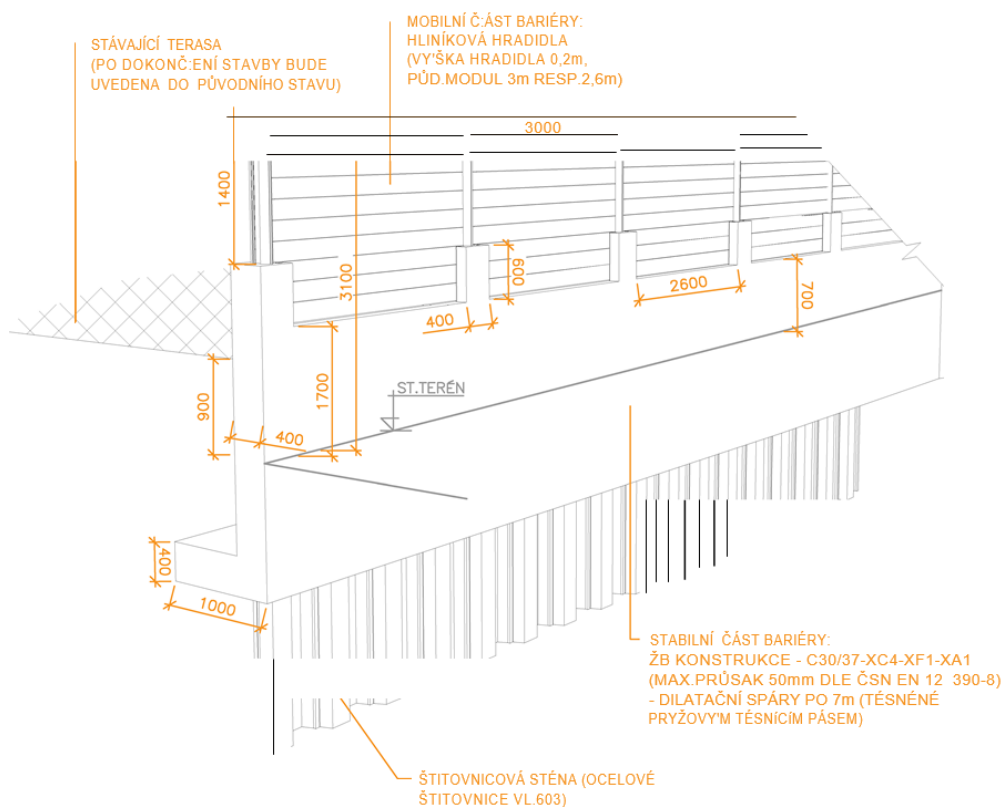 MOBILNÍ Č:ÁST BARIÉRY:
HLINÍKOVÁ HRADIDLA
(VY'ŠKA HRADIDLA 0,2m,
PŮD.MODUL 3m RESP.2,6m)
STÁVAJÍCÍ TERASA
(PO DOKONČ:ENÍ STAVBY BUDE
UVEDENA DO PŮVODNÍHO STAVU)
3000
1400
3100
600
2600
700
400
1700
900
400
ST.TERÉN
400
1000
STABILNÍ ČÁST BARIÉRY:
ŽB KONSTRUKCE - C30/37-XC4-XF1-XA1
(MAX.PRŮSAK 50mm DLE ČSN EN 12 390-8)
- DILATAČNÍ SPÁRY PO 7m (TĚSNÉNÉ
PRYŽOVY'M TĚSNÍCÍM PÁSEM)
ŠTITOVNICOVÁ STĚNA (OCELOVÉ
ŠTITOVNICE VL.603)